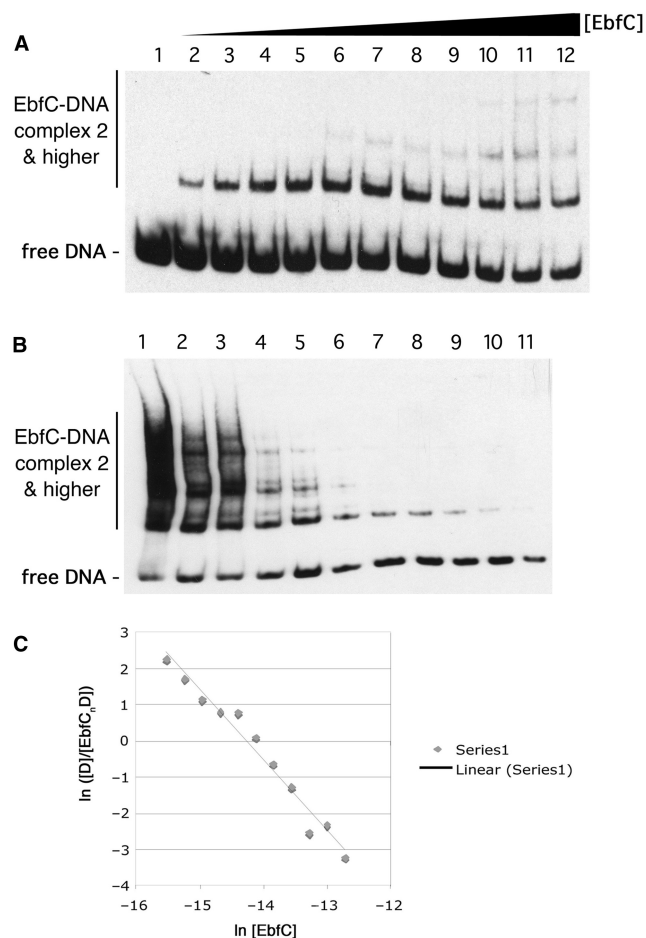 [EbfC]
A
1 2 3 4 5 6 7 8 9 10 11 12
EbfC-DNA
complex 2
& higher
free DNA -
B
1 2 3 4 5 6 7 8 9 10 11
EbfC-DNA
complex 2
& higher
free DNA -
C
3
2
1
0
−1
−2
−3
−4
ln ([D]/[EbfCnD])
−16 −15 −14 −13 −12
ln [EbfC]
Series1
Linear (Series1)